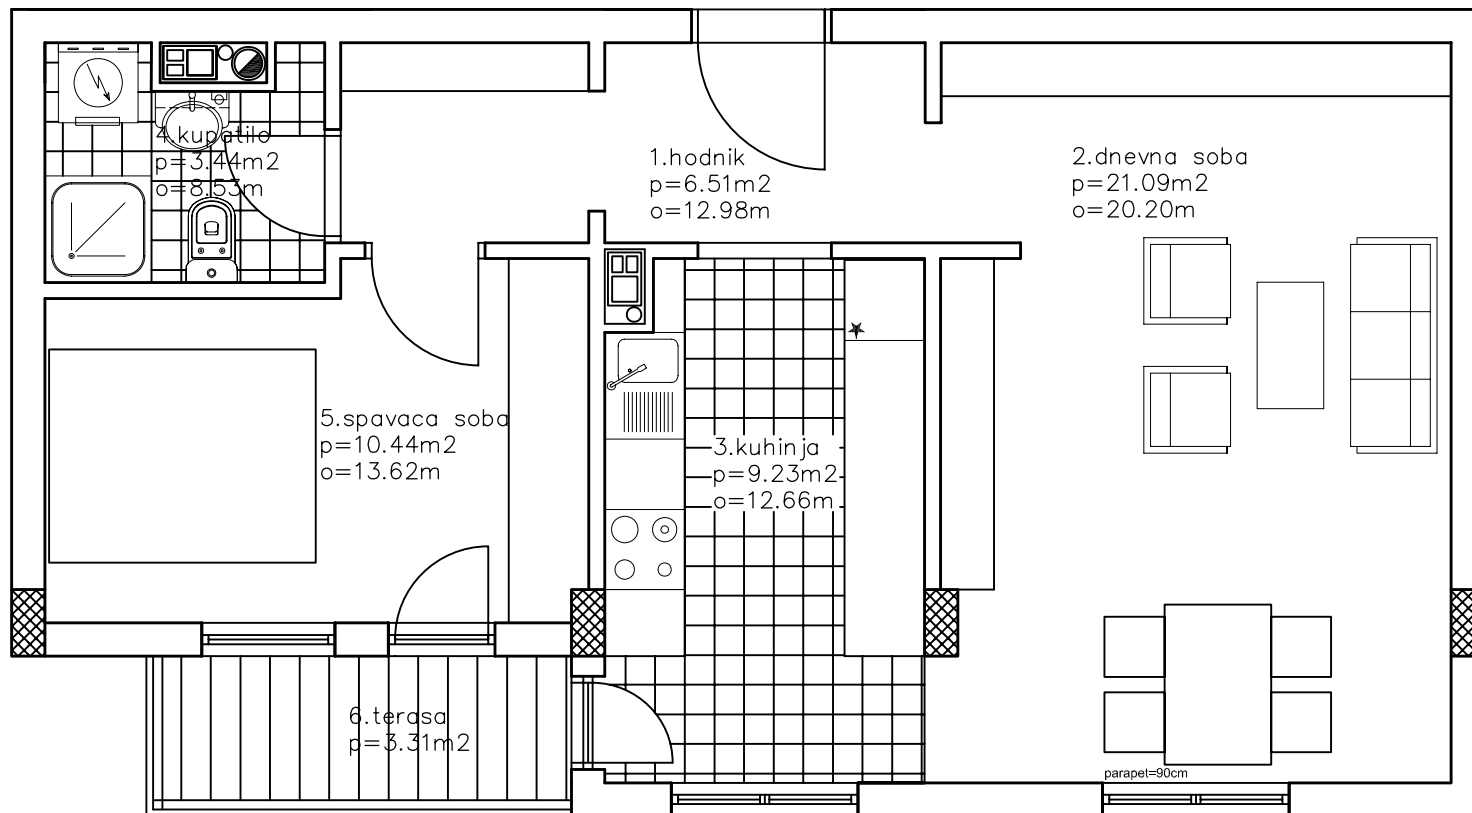 4.kupatilo
p=3.44m2
o=8.53m
1.hodnik
p=6.51m2
o=12.98m
2.dnevna soba
p=21.09m2
o=20.20m
5.spavaca soba
p=10.44m2
o=13.62m
3.kuhinja
p=9.23m2
o=12.66m
6.terasa
p=3.31m2
parapet=90cm